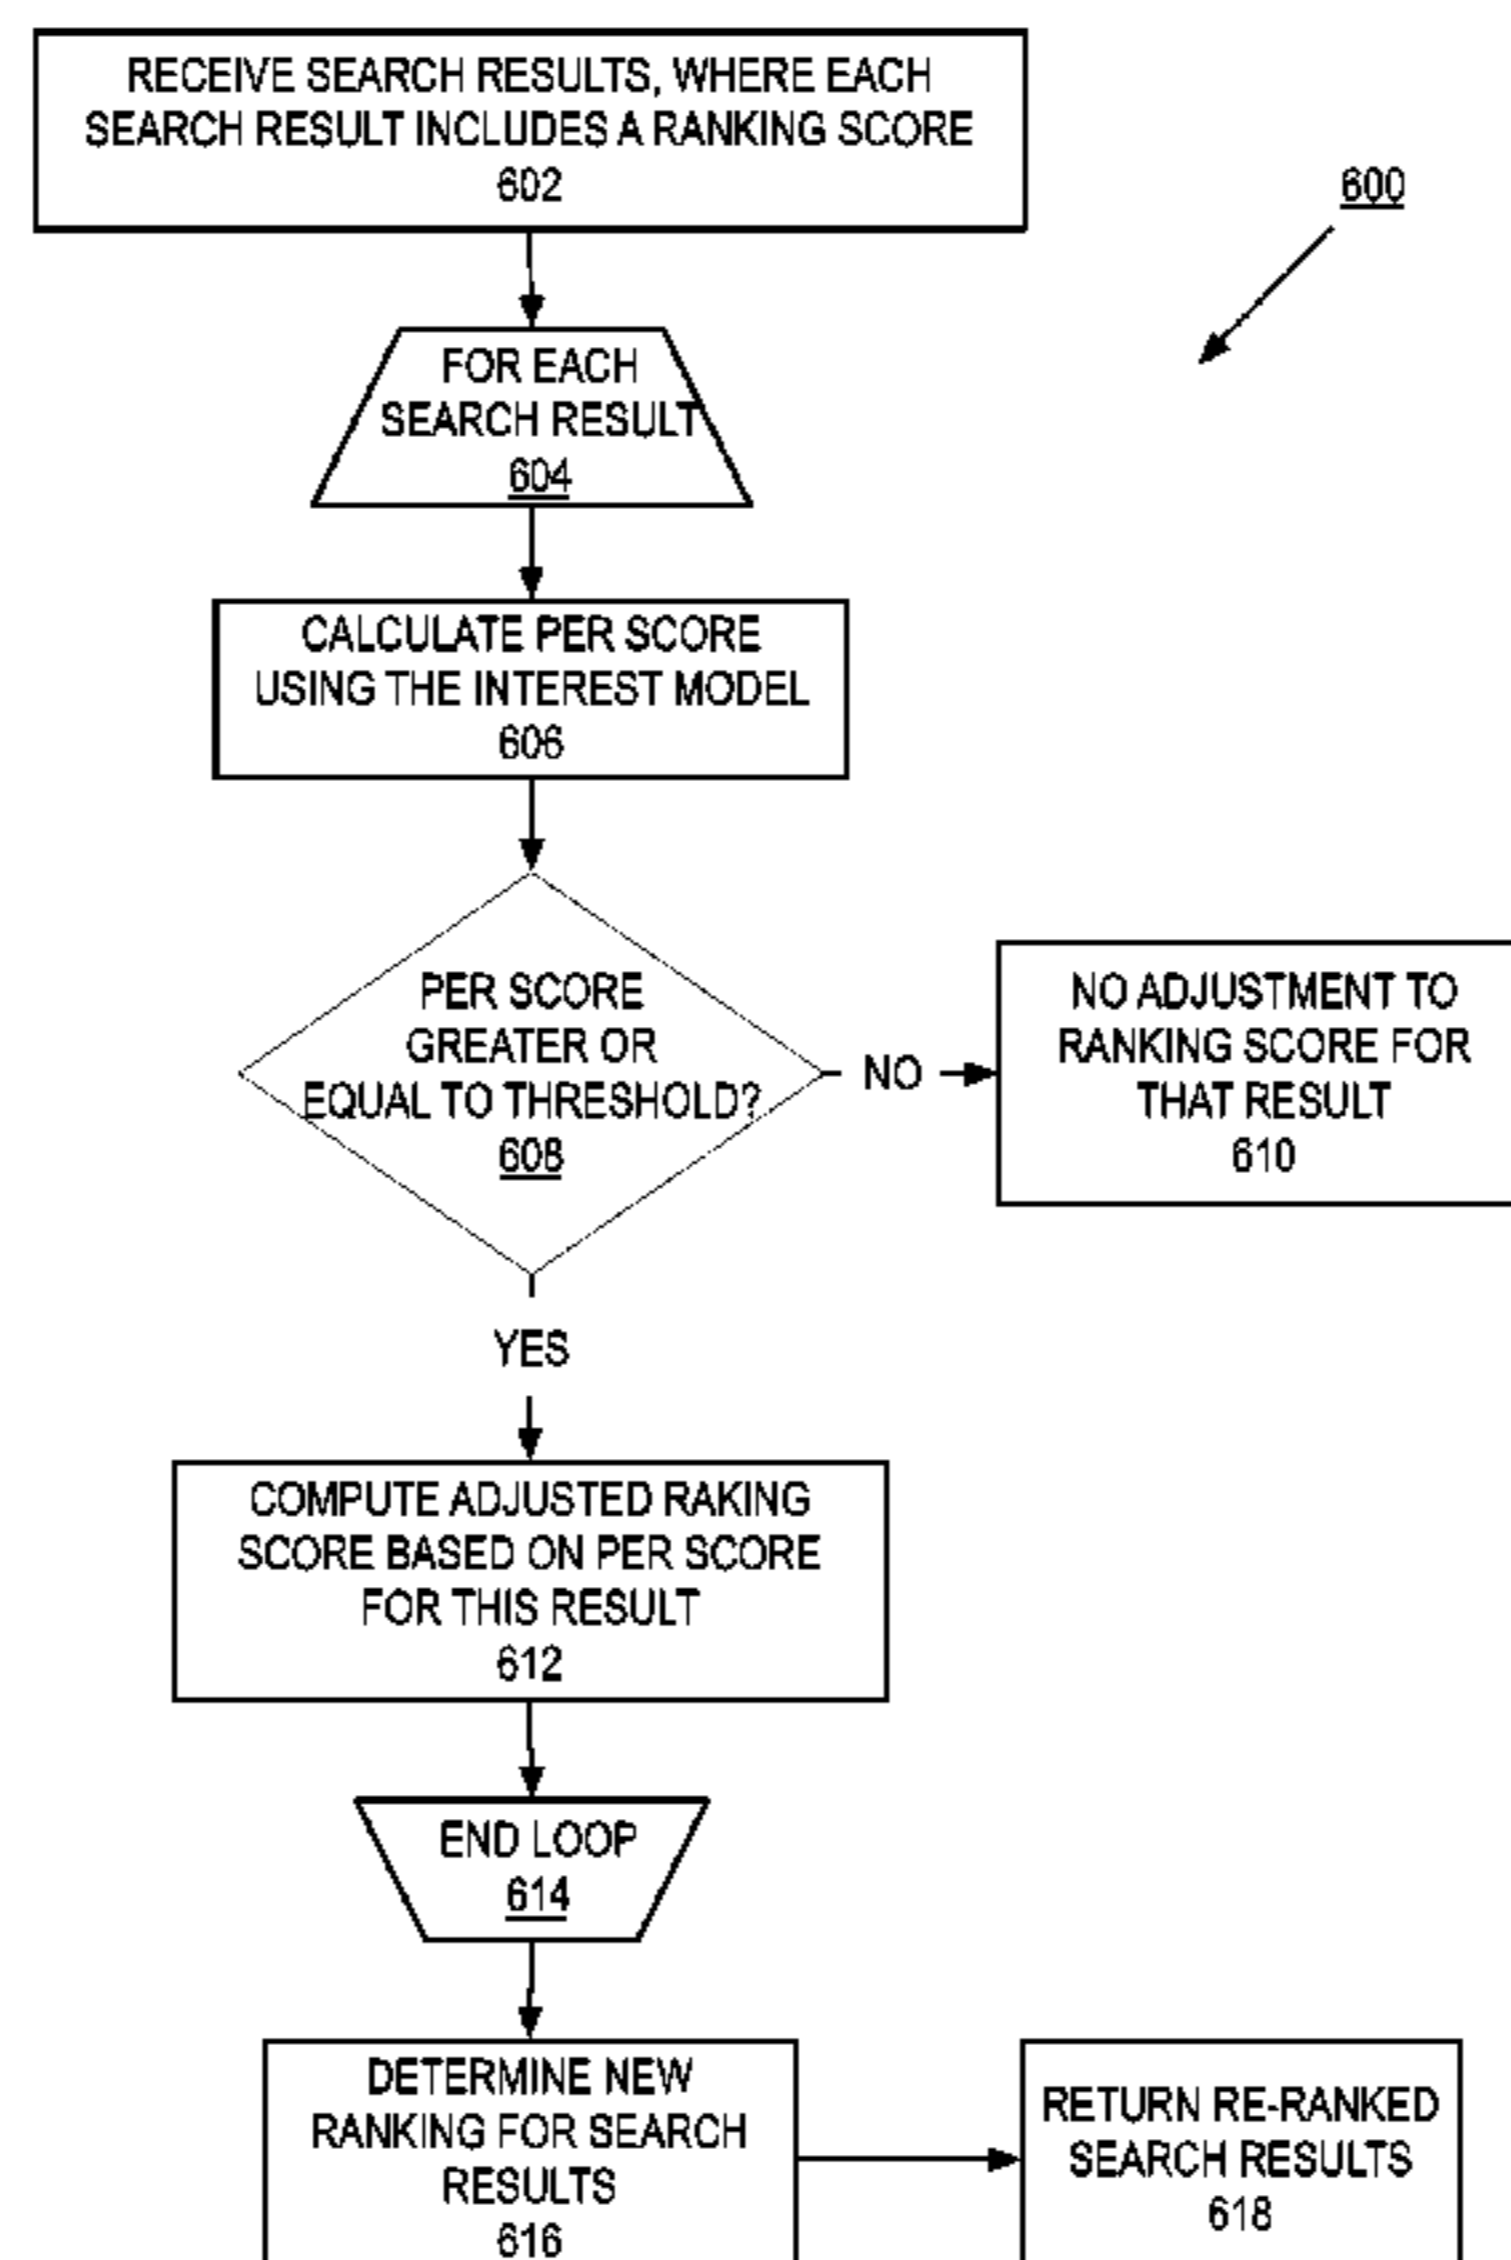 RECEIVE SEARCH RESULTS, WHERE EACH
SEARCH RESULT INCLUDES A RANKING SCORE
602
600
FOR EACH
SEARCH RESULT
604
CALCULATE PER SCORE
USING THE INTEREST MODEL
606
PER SCORE
GREATER OR
EQUAL TO THRESHOLD?
608
NO
NO ADJUSTMENT TO
RANKING SCORE FOR
THAT RESULT
610
YES
COMPUTE ADJUSTED RAKING
SCORE BASED ON PER SCORE
FOR THIS RESULT
612
END LOOP
614
DETERMINE NEW
RANKING FOR SEARCH
RESULTS
616
RETURN RE-RANKED
SEARCH RESULTS
618